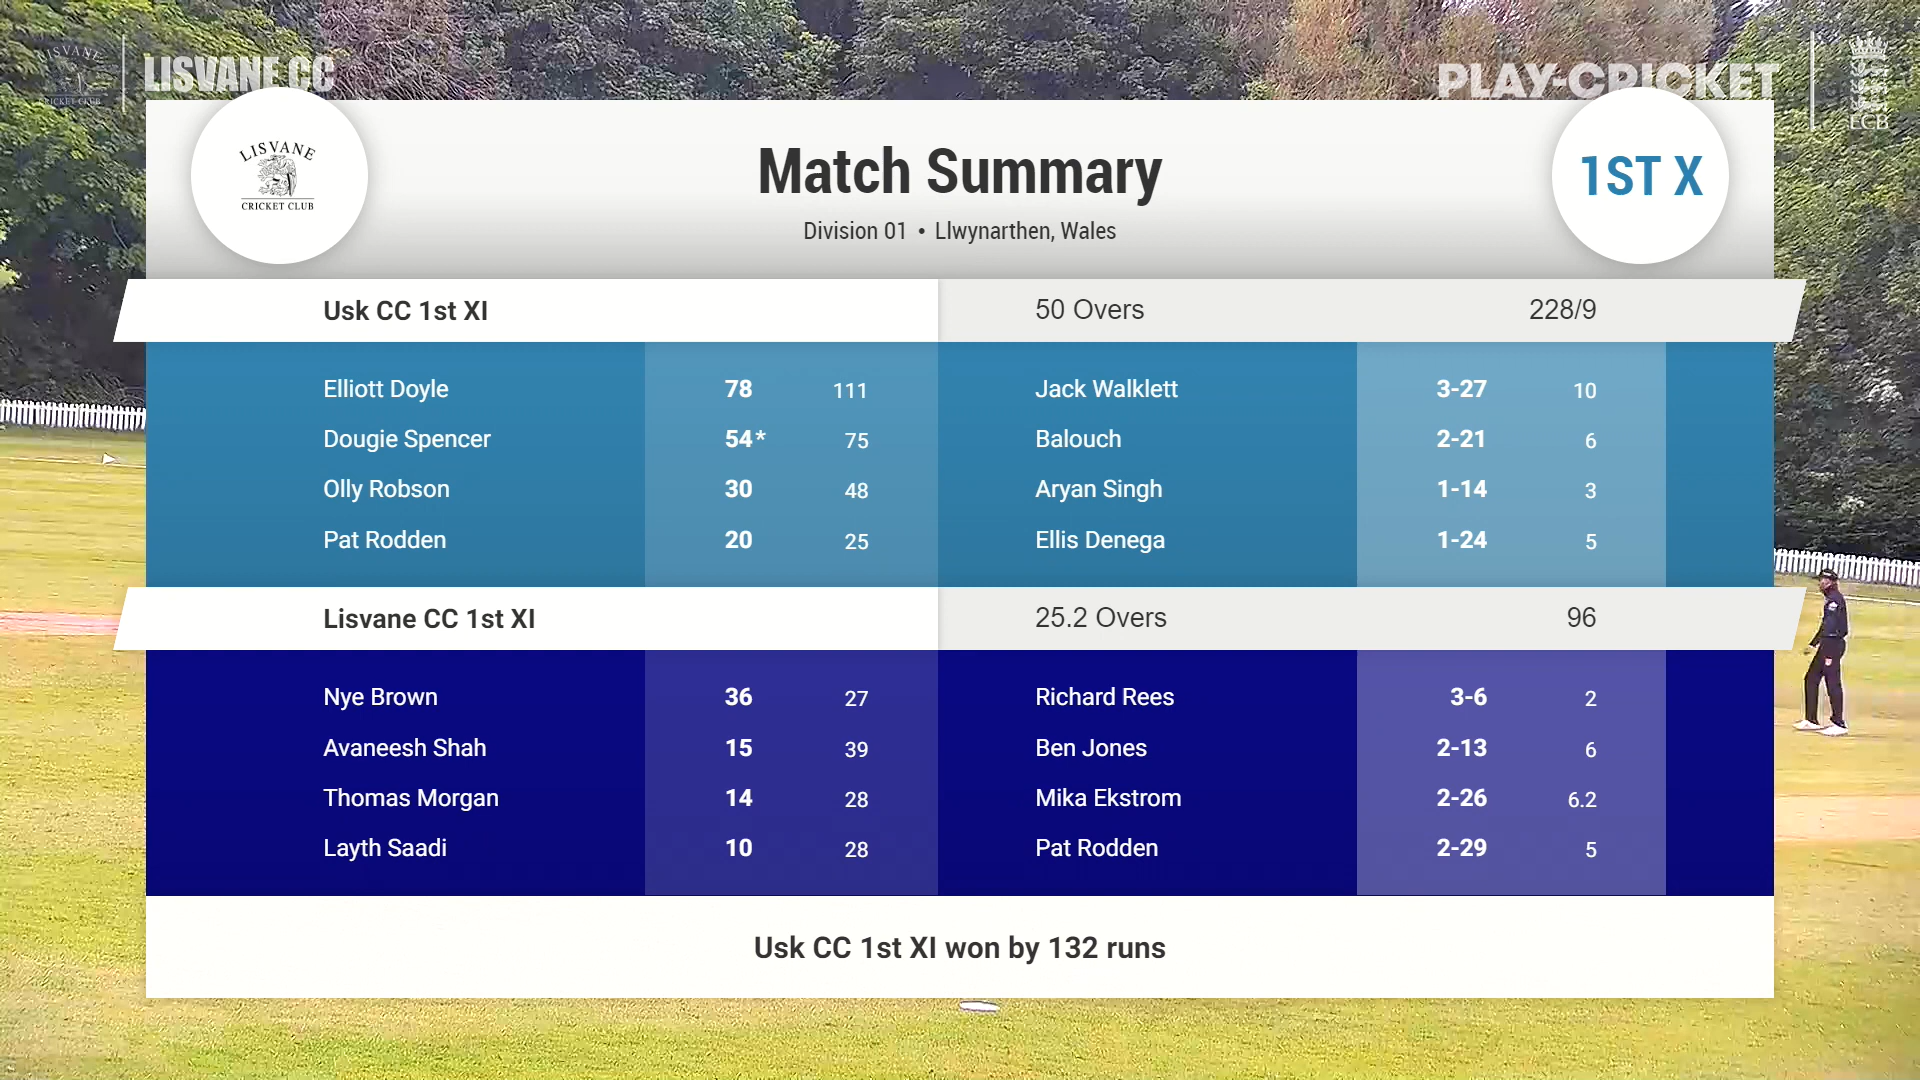 LISVANE
CRICKET CLUB
LISVANE CC
PLAY-CRICKET
ECB
LISVANE
CRICKET CLUB
Match Summary
1ST X
Division 01 • Llwynarthen, Wales
Usk CC 1st XI 50 Overs 228/9
Elliott Doyle 78 111 Jack Walklett 3-27 10
Dougie Spencer 54* 75 Balouch 2-21 6
Olly Robson 30 48 Aryan Singh 1-14 3
Pat Rodden 20 25 Ellis Denega 1-24 5
Lisvane CC 1st XI 25.2 Overs 96
Nye Brown 36 27 Richard Rees 3-6 2
Avaneesh Shah 15 39 Ben Jones 2-13 6
Thomas Morgan 14 28 Mika Ekstrom 2-26 6.2
Layth Saadi 10 28 Pat Rodden 2-29 5
Usk CC 1st XI won by 132 runs